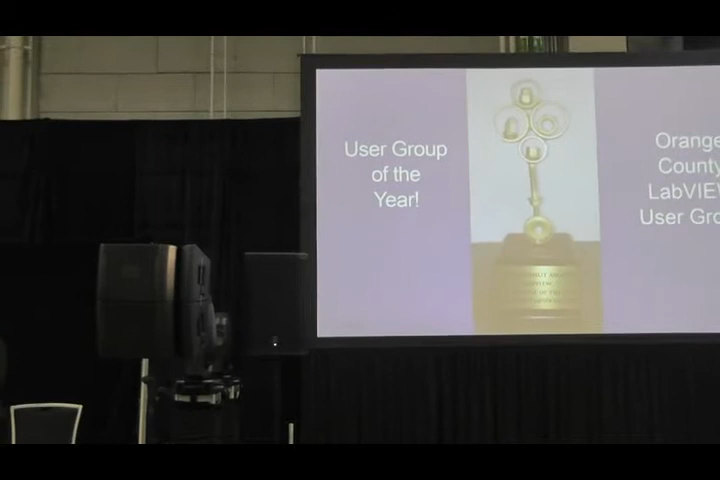 User Group
of the
Year!
Orange
County
LabVIEW
User Gro